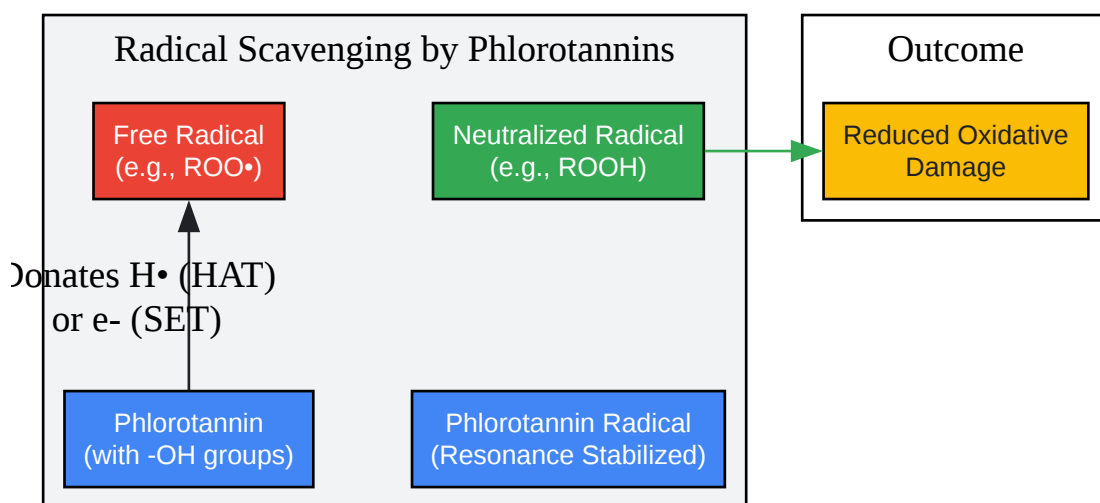 Radical Scavenging by Phlorotannins
Outcome
Free Radical
(e.g., ROO•)
Neutralized Radical
(e.g., ROOH)
Reduced Oxidative
Damage
Donates H• (HAT)
or e- (SET)
Phlorotannin
(with -OH groups)
Phlorotannin Radical
(Resonance Stabilized)